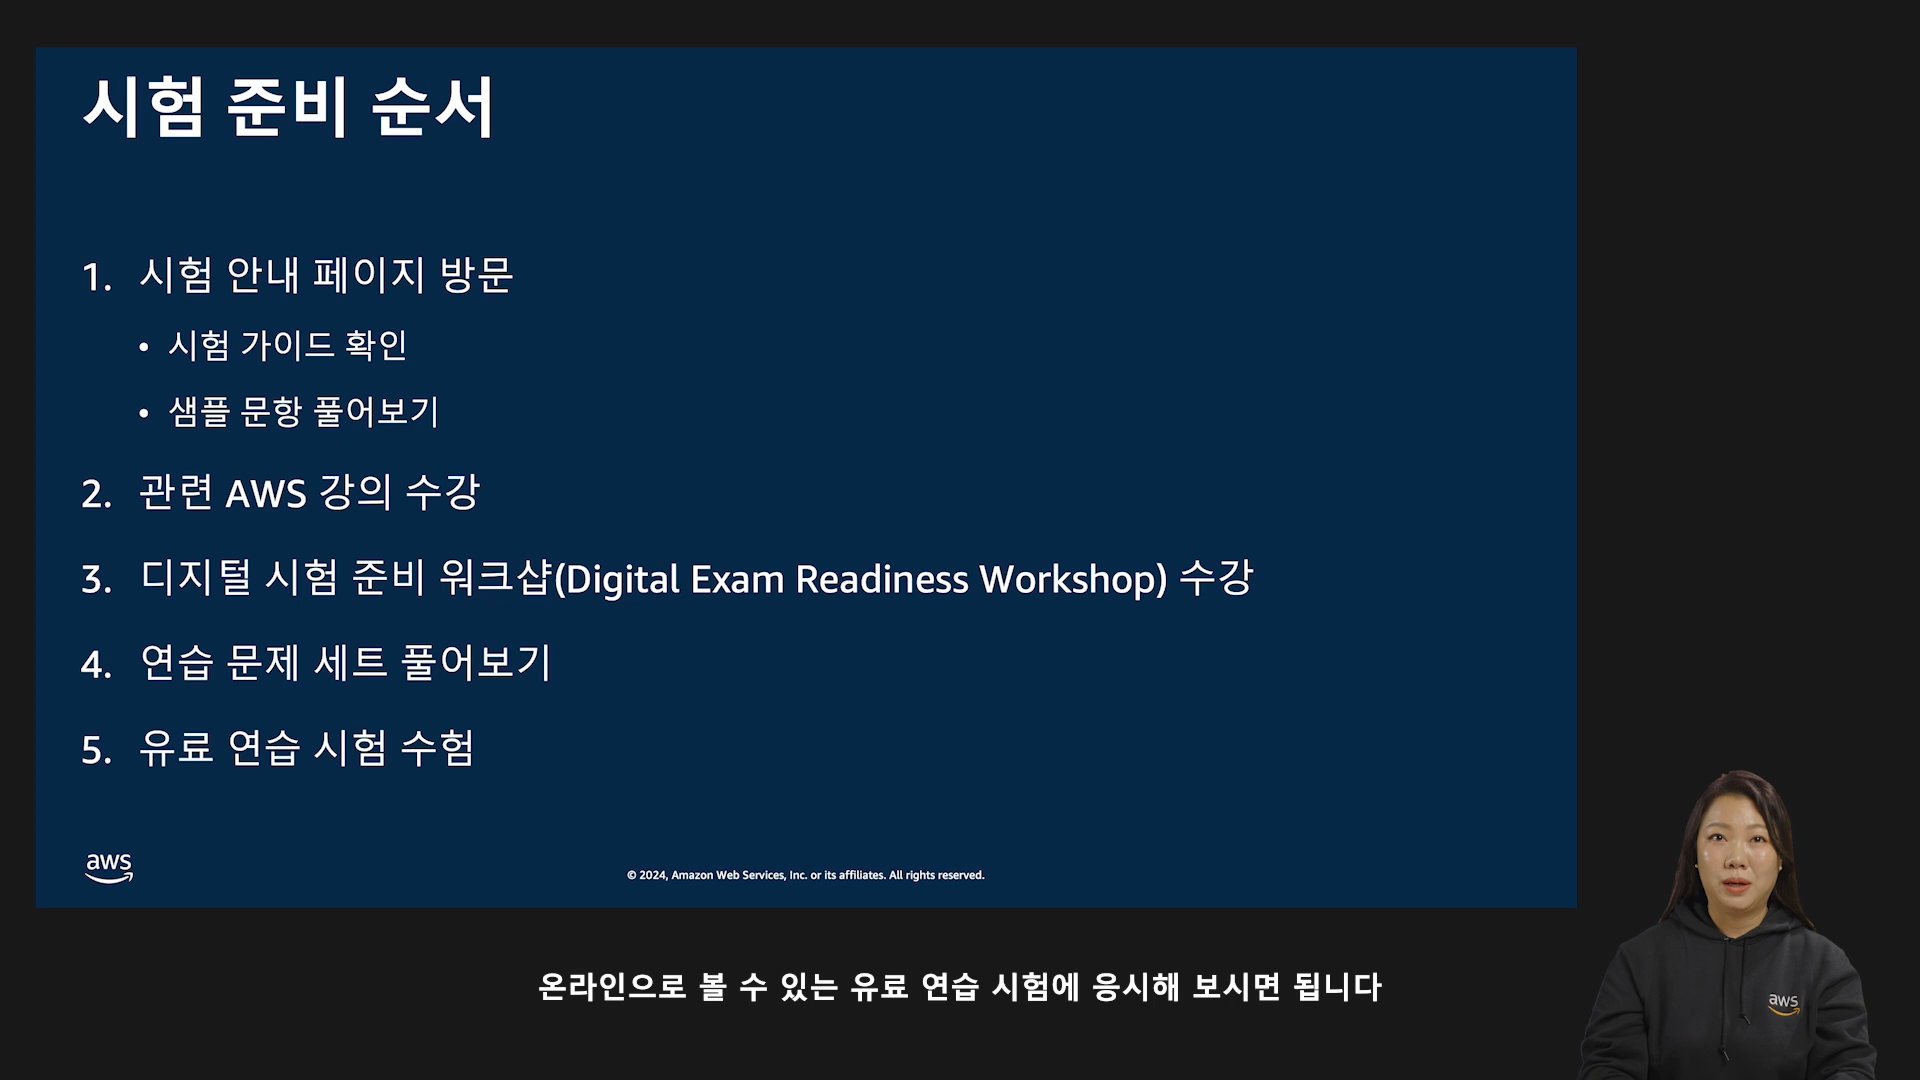 시험 준비 순서
1. 시험 안내 페이지 방문
• 시험 가이드 확인
• 샘플 문항 풀어보기
2. 관련 AWS 강의 수강
3. 디지털 시험 준비 워크샵(Digital Exam Readiness Workshop) 수강
4. 연습 문제 세트 풀어보기
5. 유료 연습 시험 수험
aws
© 2024, Amazon Web Services, Inc. or its affiliates. All rights reserved.
온라인으로 볼 수 있는 유료 연습 시험에 응시해 보시면 됩니다
aws